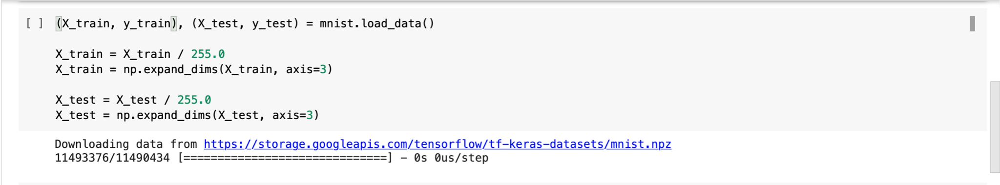 [ ] (X_train, y_train), (X_test, y_test) = mnist.load_data()
X_train = X_train / 255.0
X_train = np.expand_dims(X_train, axis=3)
X_test = X_test / 255.0
X_test = np.expand_dims(X_test, axis=3)
Downloading data from https://storage.googleapis.com/tensorflow/tf-keras-datasets/mnist.npz
11493376/11490434 [==============================] - 0s 0us/step